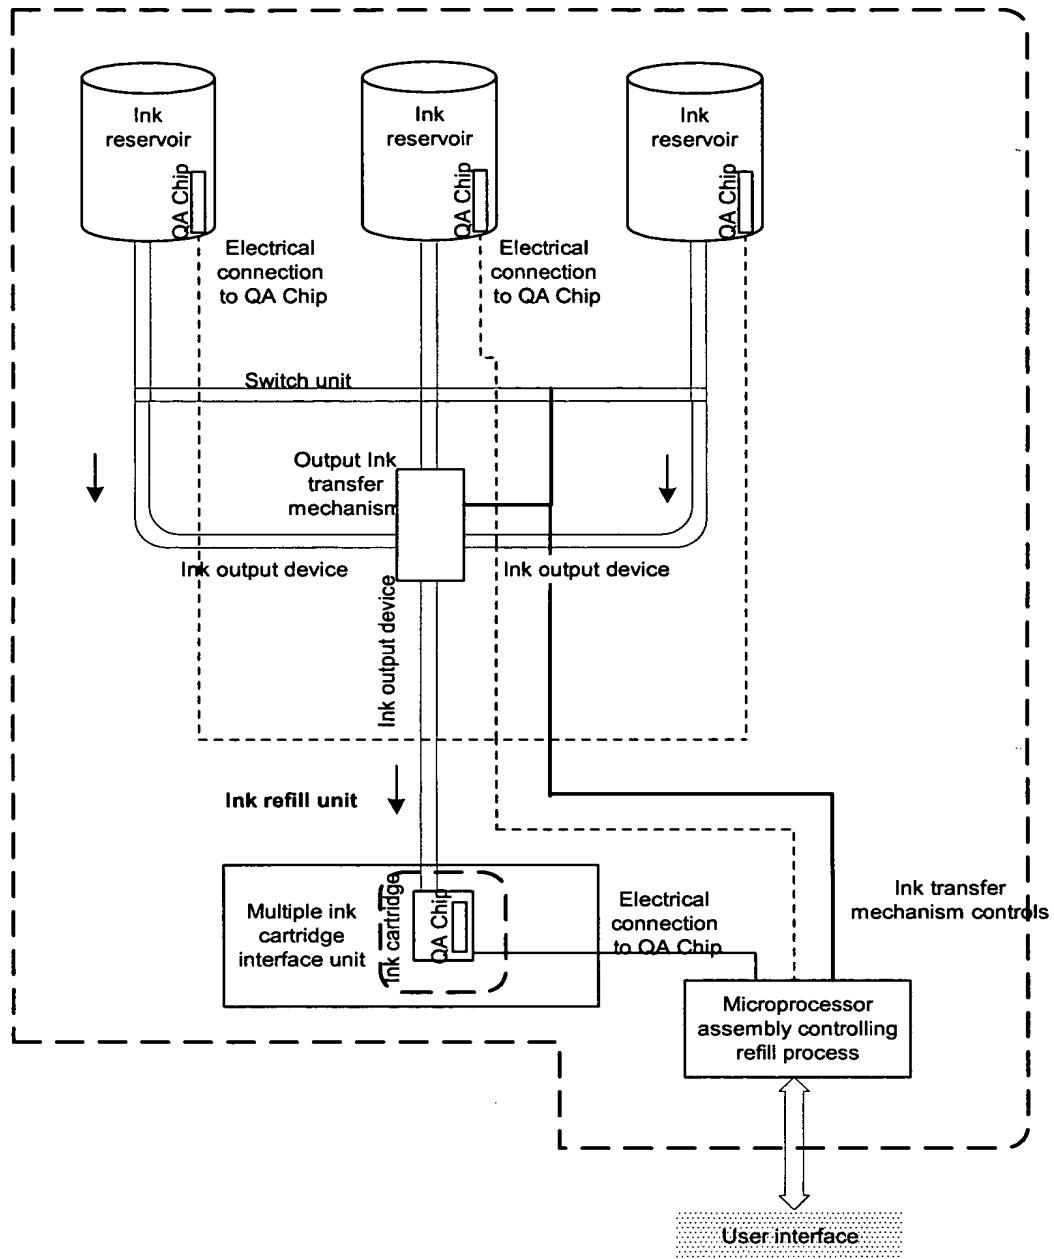 Ink
reservoir
QA Chip
Ink
reservoir
QA Chip
Ink
reservoir
QA Chip
Electrical
connection
to QA Chip
Electrical
connection
to QA Chip
Switch unit
Output Ink
transfer
mechanism
Ink output device
Ink output device
Ink output device
Ink refill unit
Multiple ink
cartridge
interface unit
Ink cartridge
QA Chip
Electrical
connection
to QA Chip
Ink transfer
mechanism controls
Microprocessor
assembly controlling
refill process
User interface